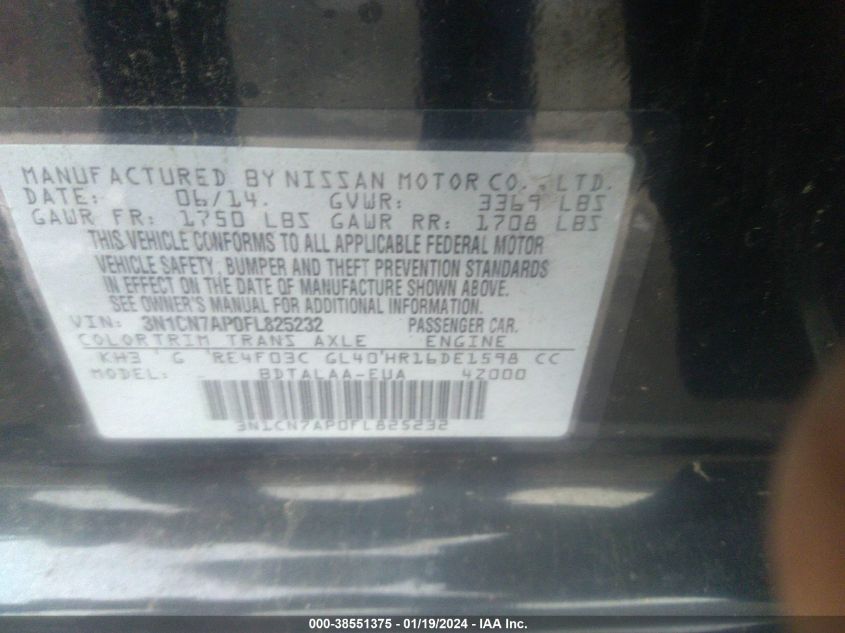 MANUFACTURED BY NISSAN MOTOR CO., LTD.
DATE: 06/14. GVWR: 3369 LBS
GAWR FR: 1750 LBS GAWR RR: 1708 LBS
THIS VEHICLE CONFORMS TO ALL APPLICABLE FEDERAL MOTOR
VEHICLE SAFETY, BUMPER AND THEFT PREVENTION STANDARDS
IN EFFECT ON THE DATE OF MANUFACTURE SHOWN ABOVE.
SEE OWNER'S MANUAL FOR ADDITIONAL INFORMATION.
VIN: 3N1CN7AP0FL825232 PASSENGER CAR.
COLOR TRIM TRANS AXLE ENGINE
KH3 G RE4F03C GL40 HR16DE1598 CC
MODEL: BDTALAA-EUA 42000
3N1CN7AP0FL825232
000-38551375 - 01/19/2024 - IAA Inc.